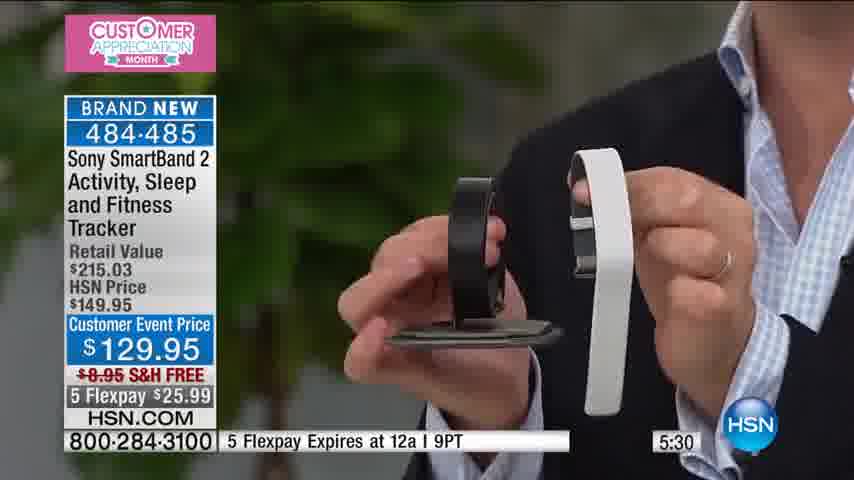 CUSTOMER
APPRECIATION
MONTH
BRAND NEW
484-485
Sony SmartBand 2
Activity, Sleep
and Fitness
Tracker
Retail Value
$215.03
HSN Price
$149.95
Customer Event Price
$129.95
$8.95 S&H FREE
5 Flexpay $25.99
HSN.COM
800-284-3100
5 Flexpay Expires at 12a | 9PT
5:30
HSN